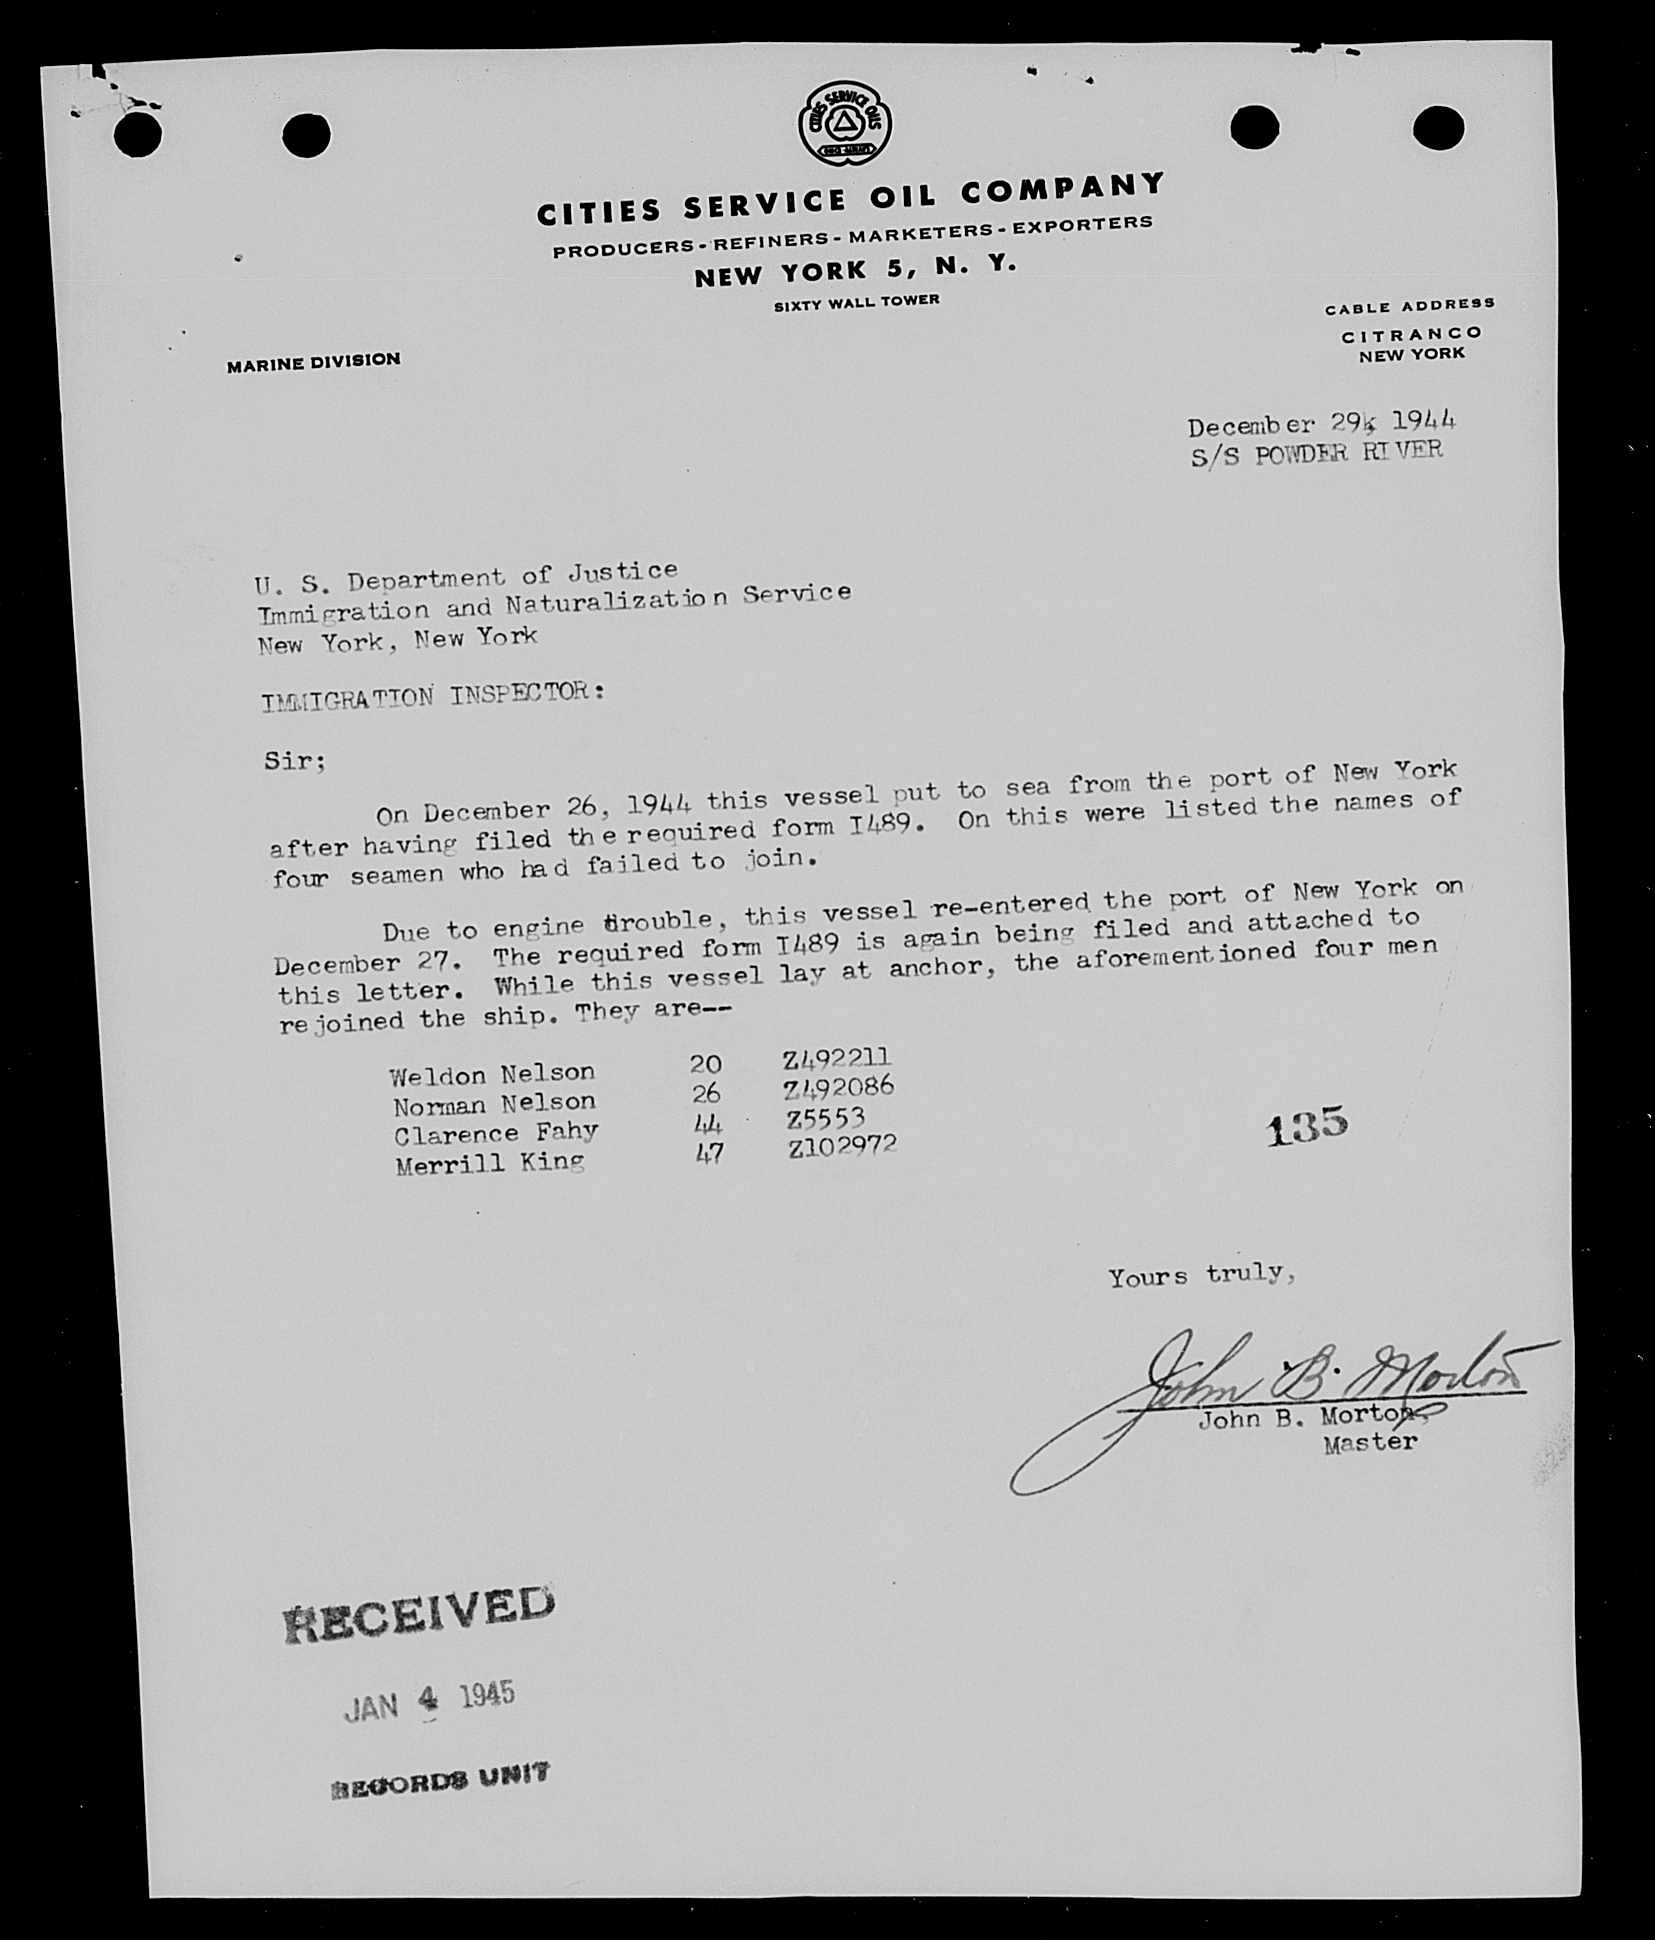 CITIES SERVICE OILS
CITIES SERVICE OIL COMPANY
PRODUCERS - REFINERS - MARKETERS - EXPORTERS
NEW YORK 5, N. Y.
SIXTY WALL TOWER
CABLE ADDRESS
CITRANCO
NEW YORK
MARINE DIVISION
December 29, 1944
S/S POWDER RIVER
U. S. Department of Justice
Immigration and Naturalization Service
New York, New York
IMMIGRATION INSPECTOR:
Sir;
On December 26, 1944 this vessel put to sea from the port of New York
after having filed the required form I489. On this were listed the names of
four seamen who had failed to join.
Due to engine trouble, this vessel re-entered the port of New York on
December 27. The required form I489 is again being filed and attached to
this letter. While this vessel lay at anchor, the aforementioned four men
rejoined the ship. They are--
Weldon Nelson 20 Z492211
Norman Nelson 26 Z492086
Clarence Fahy 44 Z5553
Merrill King 47 Z102972
135
Yours truly,
John B. Morton
John B. Morton,
Master
RECEIVED
JAN 4 1945
RECORDS UNIT